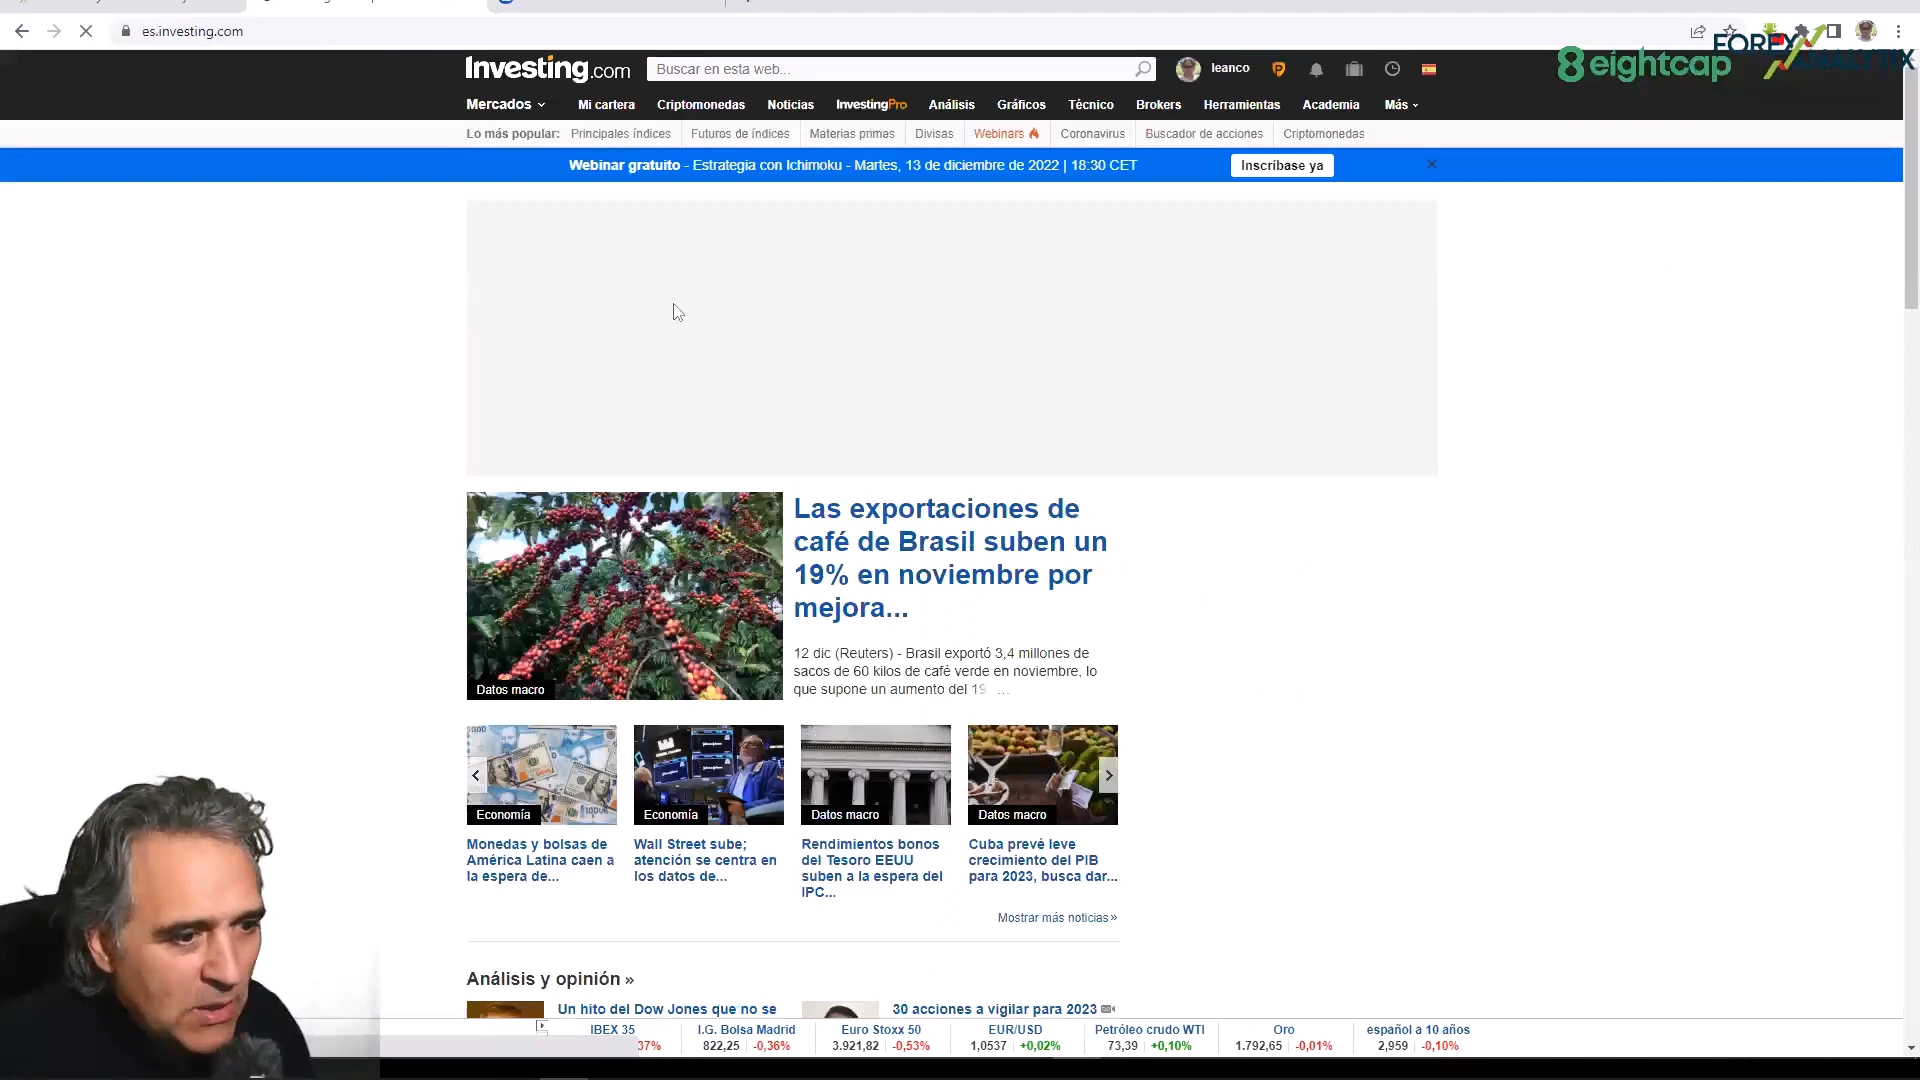 es.investing.com
FOREX ANALYTIX
8eightcap
Investing.com
Buscar en esta web...
leanco
Mercados
Mi cartera
Criptomonedas
Noticias
InvestingPro
Análisis
Gráficos
Técnico
Brokers
Herramientas
Academia
Más
Lo más popular:
Principales índices
Futuros de índices
Materias primas
Divisas
Webinars
Coronavirus
Buscador de acciones
Criptomonedas
Webinar gratuito - Estrategia con Ichimoku - Martes, 13 de diciembre de 2022 | 18:30 CET
Inscríbase ya
Las exportaciones de
café de Brasil suben un
19% en noviembre por
mejora...
12 dic (Reuters) - Brasil exportó 3,4 millones de
sacos de 60 kilos de café verde en noviembre, lo
que supone un aumento del 19 ...
Datos macro
Economía
Monedas y bolsas de
América Latina caen a
la espera de...
Economía
Wall Street sube;
atención se centra en
los datos de...
Datos macro
Rendimientos bonos
del Tesoro EEUU
suben a la espera del
IPC...
Datos macro
Cuba prevé leve
crecimiento del PIB
para 2023, busca dar...
Mostrar más noticias »
Análisis y opinión »
Un hito del Dow Jones que no se
30 acciones a vigilar para 2023
IBEX 35
37%
I.G. Bolsa Madrid
822,25 -0,36%
Euro Stoxx 50
3.921,82 -0,53%
EUR/USD
1,0537 +0,02%
Petróleo crudo WTI
73,39 +0,10%
Oro
1.792,65 -0,01%
español a 10 años
2,959 -0,10%